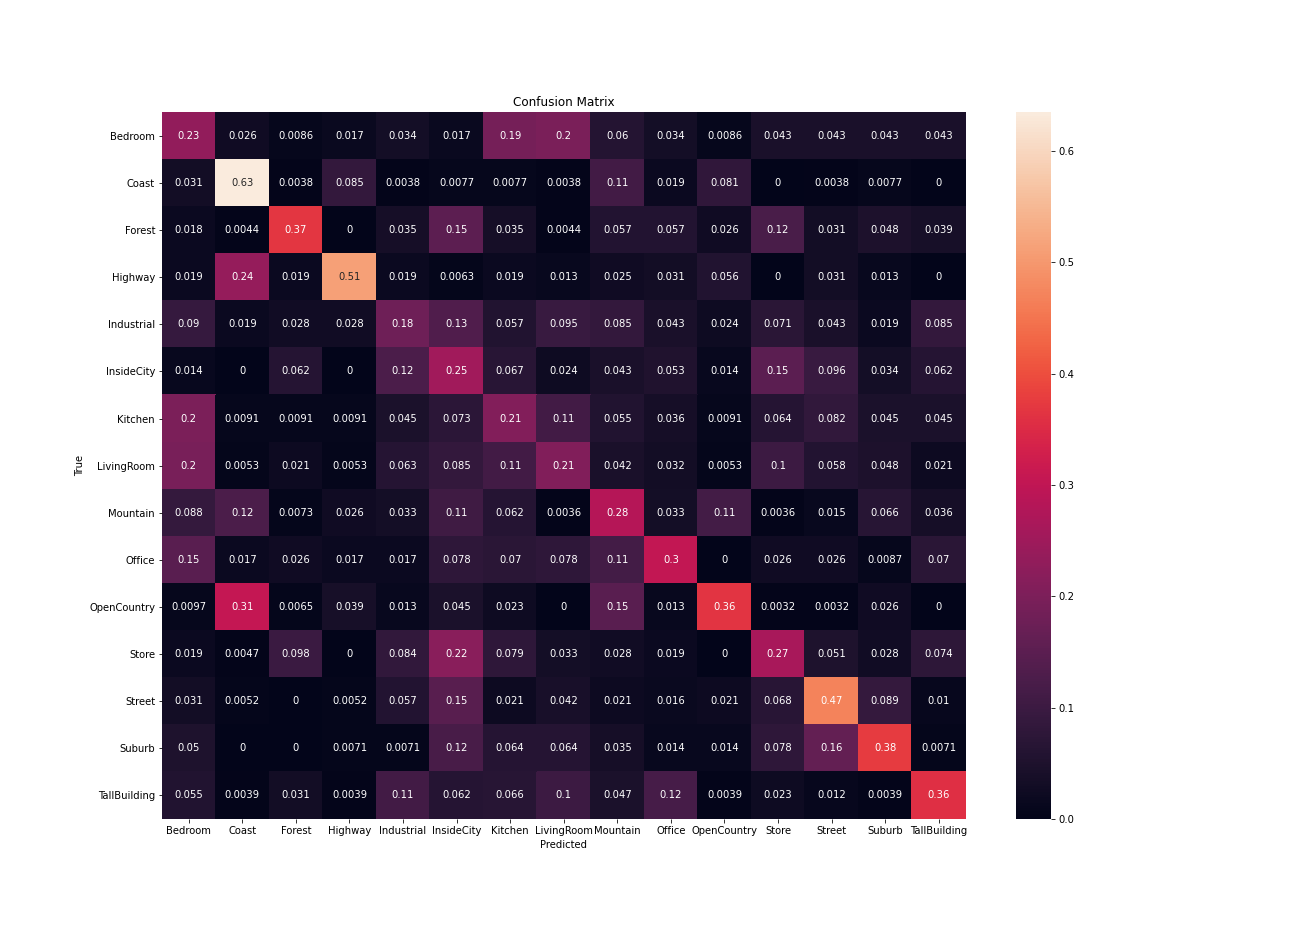 Confusion Matrix
Bedroom 0.23 0.026 0.0086 0.017 0.034 0.017 0.19 0.2 0.06 0.034 0.0086 0.043 0.043 0.043 0.043
Coast 0.031 0.63 0.0038 0.085 0.0038 0.0077 0.0077 0.0038 0.11 0.019 0.081 0 0.0038 0.0077 0
Forest 0.018 0.0044 0.37 0 0.035 0.15 0.035 0.0044 0.057 0.057 0.026 0.12 0.031 0.048 0.039
Highway 0.019 0.24 0.019 0.51 0.019 0.0063 0.019 0.013 0.025 0.031 0.056 0 0.031 0.013 0
Industrial 0.09 0.019 0.028 0.028 0.18 0.13 0.057 0.095 0.085 0.043 0.024 0.071 0.043 0.019 0.085
InsideCity 0.014 0 0.062 0 0.12 0.25 0.067 0.024 0.043 0.053 0.014 0.15 0.096 0.034 0.062
Kitchen 0.2 0.0091 0.0091 0.0091 0.045 0.073 0.21 0.11 0.055 0.036 0.0091 0.064 0.082 0.045 0.045
LivingRoom 0.2 0.0053 0.021 0.0053 0.063 0.085 0.11 0.21 0.042 0.032 0.0053 0.1 0.058 0.048 0.021
Mountain 0.088 0.12 0.0073 0.026 0.033 0.11 0.062 0.0036 0.28 0.033 0.11 0.0036 0.015 0.066 0.036
Office 0.15 0.017 0.026 0.017 0.017 0.078 0.07 0.078 0.11 0.3 0 0.026 0.026 0.0087 0.07
OpenCountry 0.0097 0.31 0.0065 0.039 0.013 0.045 0.023 0 0.15 0.013 0.36 0.0032 0.0032 0.026 0
Store 0.019 0.0047 0.098 0 0.084 0.22 0.079 0.033 0.028 0.019 0 0.27 0.051 0.028 0.074
Street 0.031 0.0052 0 0.0052 0.057 0.15 0.021 0.042 0.021 0.016 0.021 0.068 0.47 0.089 0.01
Suburb 0.05 0 0 0.0071 0.0071 0.12 0.064 0.064 0.035 0.014 0.014 0.078 0.16 0.38 0.0071
TallBuilding 0.055 0.0039 0.031 0.0039 0.11 0.062 0.066 0.1 0.047 0.12 0.0039 0.023 0.012 0.0039 0.36
Bedroom Coast Forest Highway Industrial InsideCity Kitchen LivingRoom Mountain Office OpenCountry Store Street Suburb TallBuilding
Predicted
True
0.6
0.5
0.4
0.3
0.2
0.1
0.0